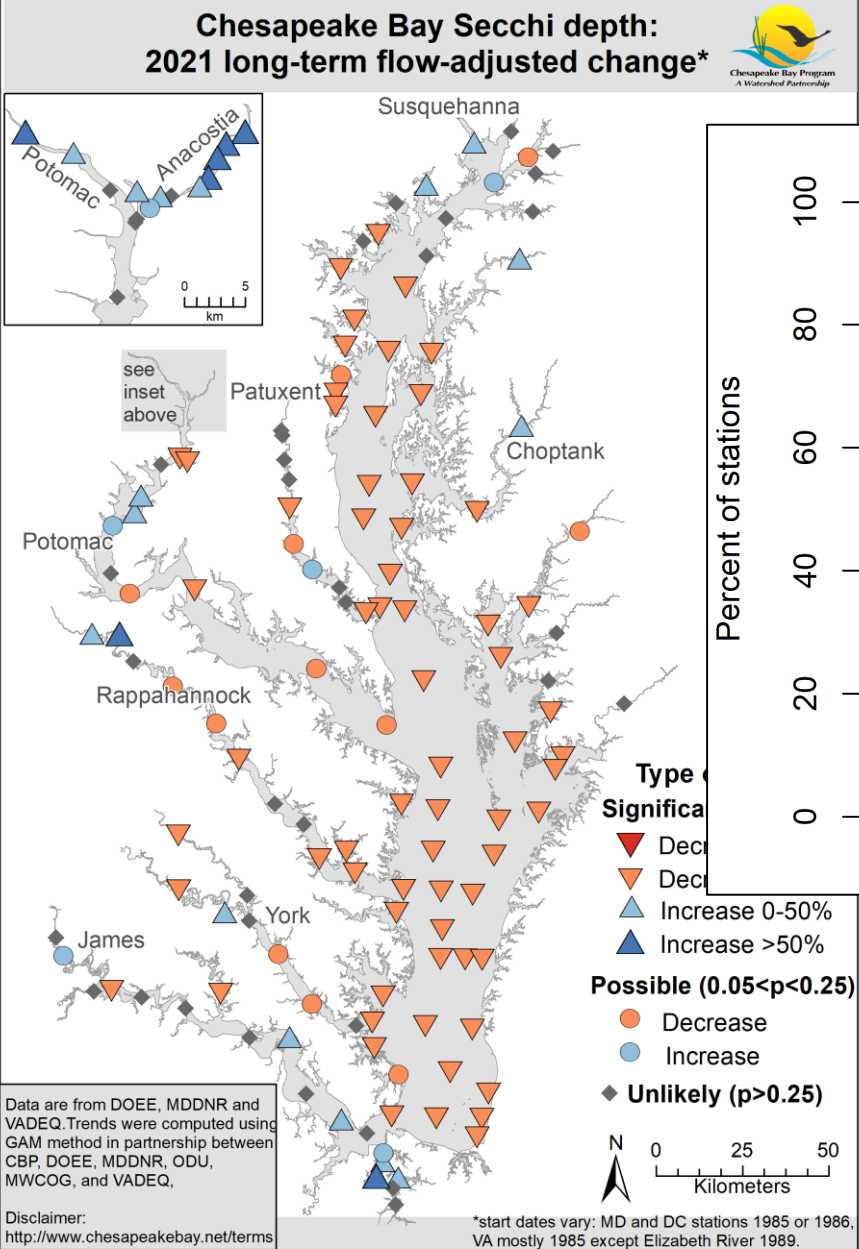 Chesapeake Bay Secchi depth:
2021 long-term flow-adjusted change*
Chesapeake Bay Program
A Watershed Partnership
Susquehanna
Potomac
Anacostia
0 5
km
see
inset
above
Patuxent
Choptank
Potomac
Rappahannock
York
James
Percent of stations
100
80
60
40
20
0
Type
Significa
Decr
Decr
Increase 0-50%
Increase >50%
Possible (0.05<p<0.25)
Decrease
Increase
Unlikely (p>0.25)
N
0 25 50
Kilometers
Data are from DOEE, MDDNR and
VADEQ.Trends were computed using
GAM method in partnership between
CBP, DOEE, MDDNR, ODU,
MWCOG, and VADEQ,
Disclaimer:
http://www.chesapeakebay.net/terms
*start dates vary: MD and DC stations 1985 or 1986,
VA mostly 1985 except Elizabeth River 1989.